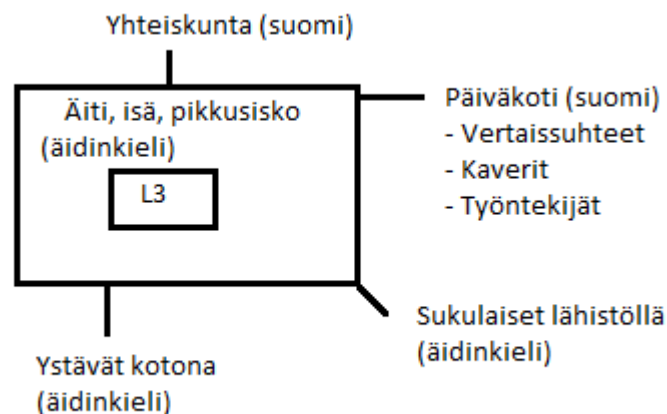 Yhteiskunta (suomi)
Äiti, isä, pikkusisko
(äidinkieli)
L3
Päiväkoti (suomi)
- Vertaissuhteet
- Kaverit
- Työntekijät
Sukulaiset lähistöllä
(äidinkieli)
Ystävät kotona
(äidinkieli)